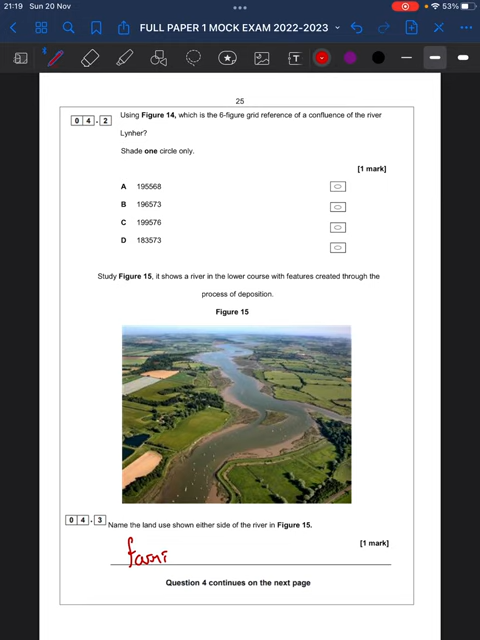 21:19 Sun 20 Nov
53%
FULL PAPER 1 MOCK EXAM 2022-2023
25
0 4 . 2 Using Figure 14, which is the 6-figure grid reference of a confluence of the river
Lynher?
Shade one circle only.
[1 mark]
A 195568
B 196573
C 199576
D 183573
Study Figure 15, it shows a river in the lower course with features created through the
process of deposition.
Figure 15
0 4 . 3 Name the land use shown either side of the river in Figure 15.
[1 mark]
Question 4 continues on the next page